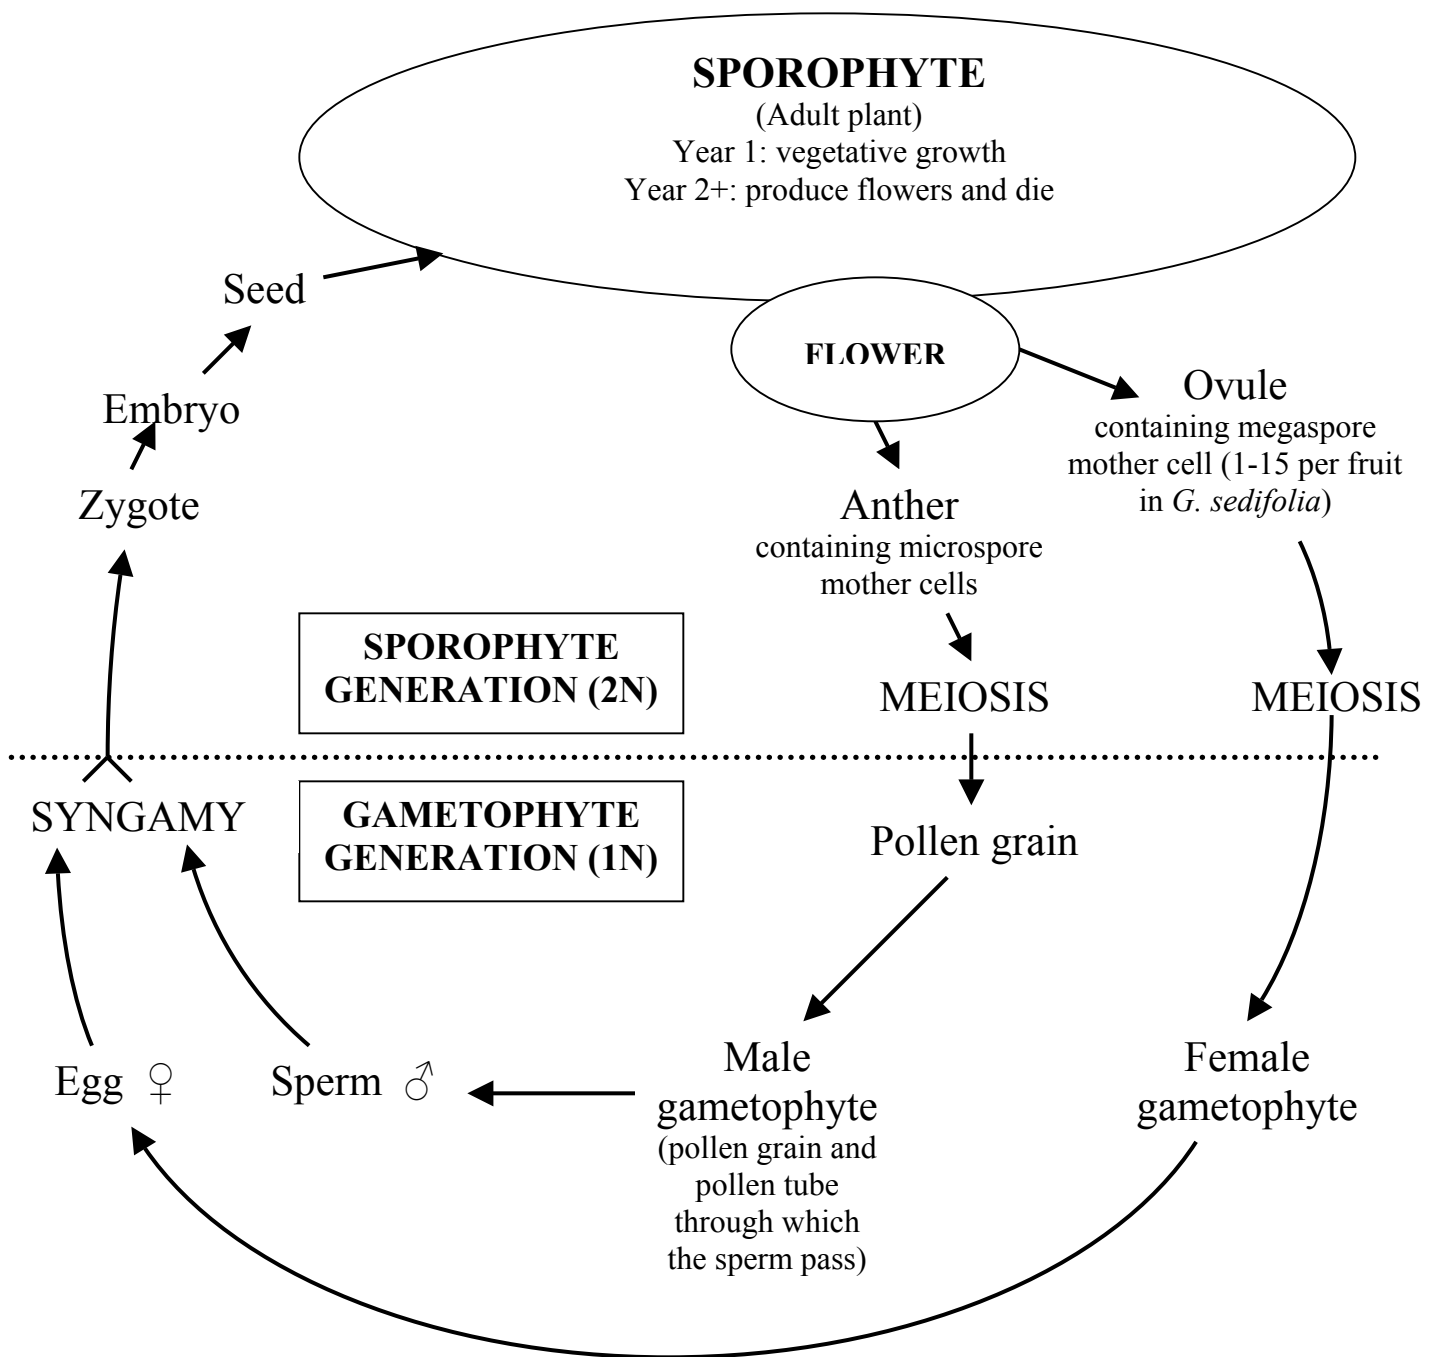 SPOROPHYTE
(Adult plant)
Year 1: vegetative growth
Year 2+: produce flowers and die
Seed
FLOWER
Embryo
Ovule
containing megaspore
mother cell (1-15 per fruit
in G. sedifolia)
Zygote
Anther
containing microspore
mother cells
SPOROPHYTE
GENERATION (2N)
MEIOSIS
MEIOSIS
SYNGAMY
GAMETOPHYTE
GENERATION (1N)
Pollen grain
Egg ♀
Sperm ♂
Male
gametophyte
(pollen grain and
pollen tube
through which
the sperm pass)
Female
gametophyte